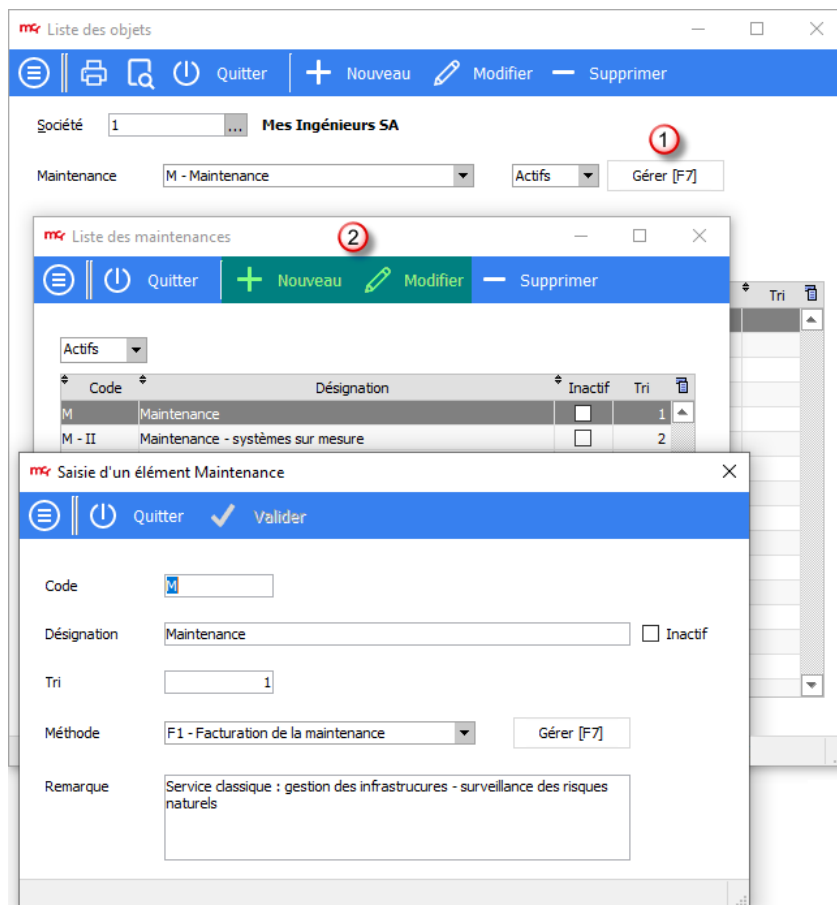 mcr Liste des objets
Quitter Nouveau Modifier Supprimer
Société 1 ... Mes Ingénieurs SA
1
Maintenance M - Maintenance Actifs Gérer [F7]
mcr Liste des maintenances
2
Quitter Nouveau Modifier Supprimer
Tri
Actifs
Code Désignation Inactif Tri
M Maintenance 1
M - II Maintenance - systèmes sur mesure 2
mcr Saisie d'un élément Maintenance
Quitter Valider
Code M
Désignation Maintenance Inactif
Tri 1
Méthode F1 - Facturation de la maintenance Gérer [F7]
Remarque Service classique : gestion des infrastrucures - surveillance des risques
naturels